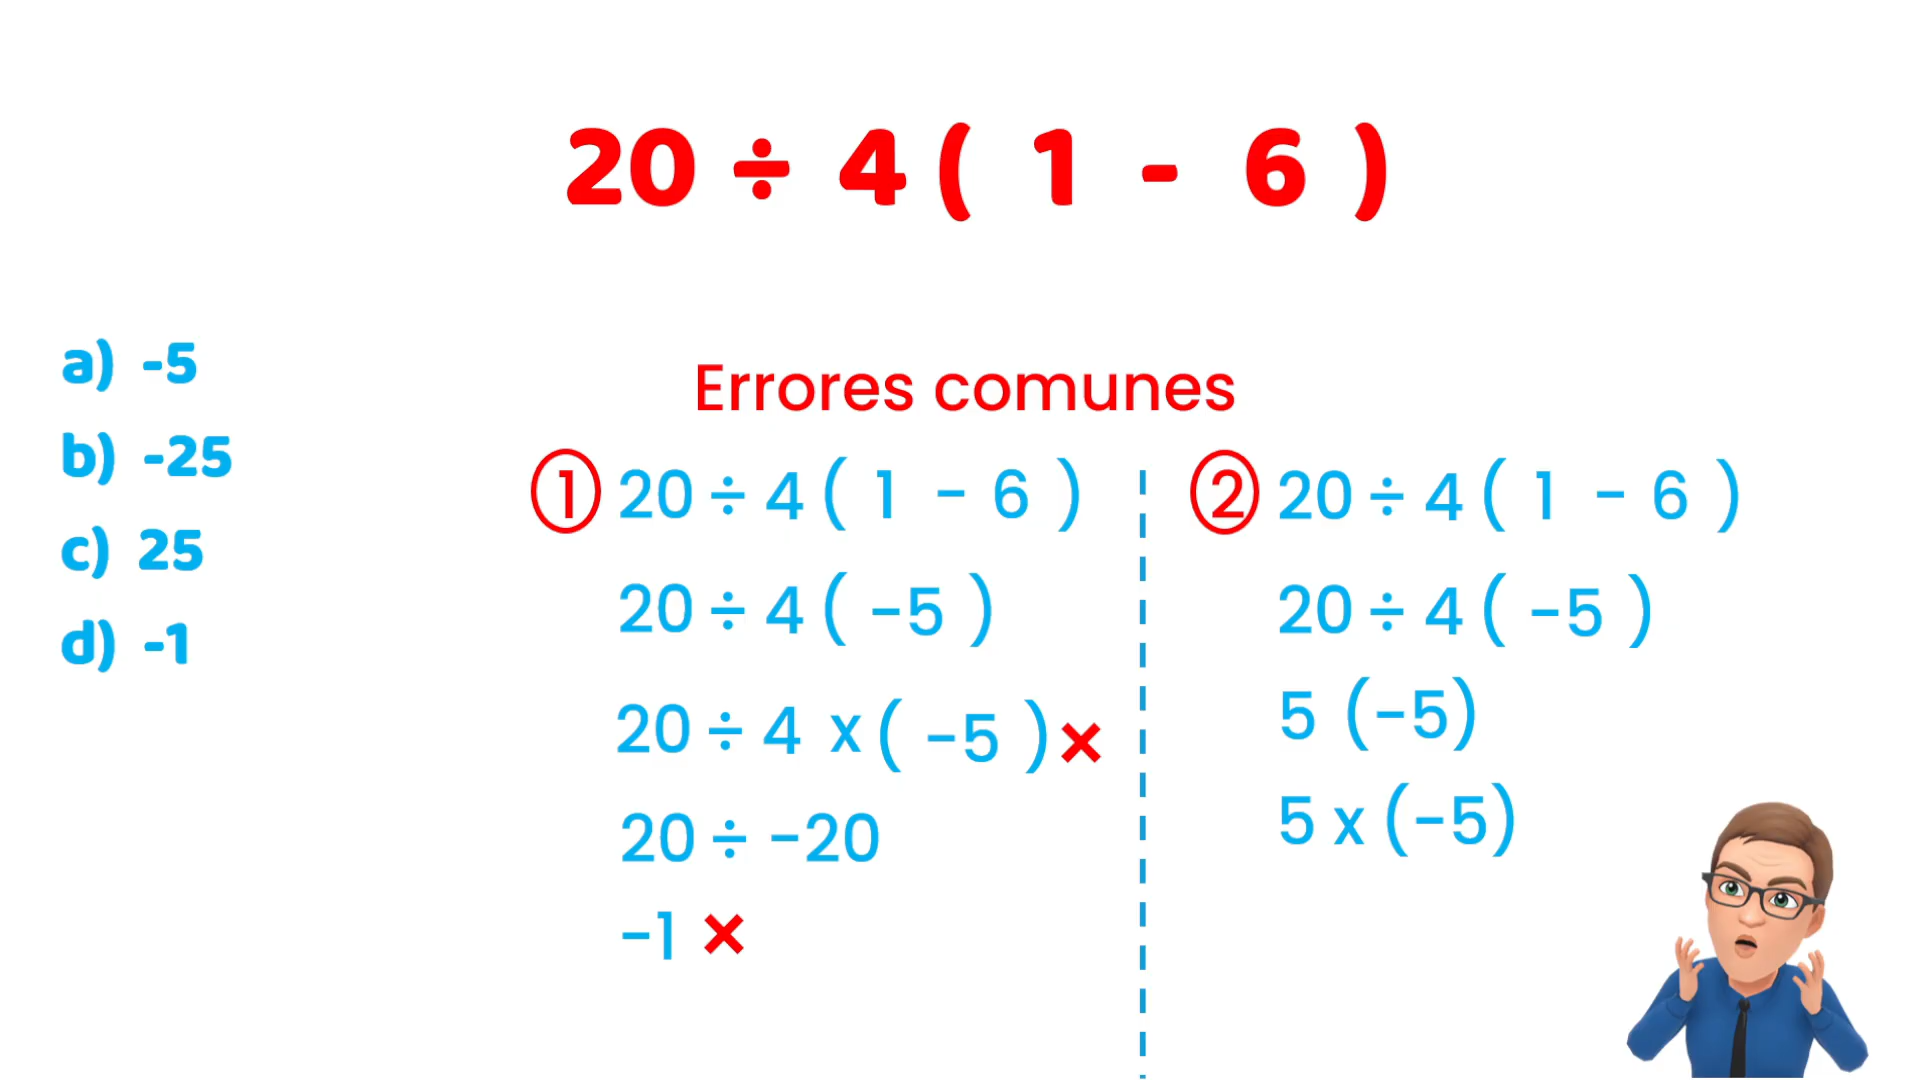 20 ÷ 4 ( 1 - 6 )
a) -5
b) -25
c) 25
d) -1
Errores comunes
1 20 ÷ 4 ( 1 - 6 )
20 ÷ 4 ( -5 )
20 ÷ 4 x ( -5 ) ×
20 ÷ -20
-1 ×
2 20 ÷ 4 ( 1 - 6 )
20 ÷ 4 ( -5 )
5 (-5)
5 x (-5)